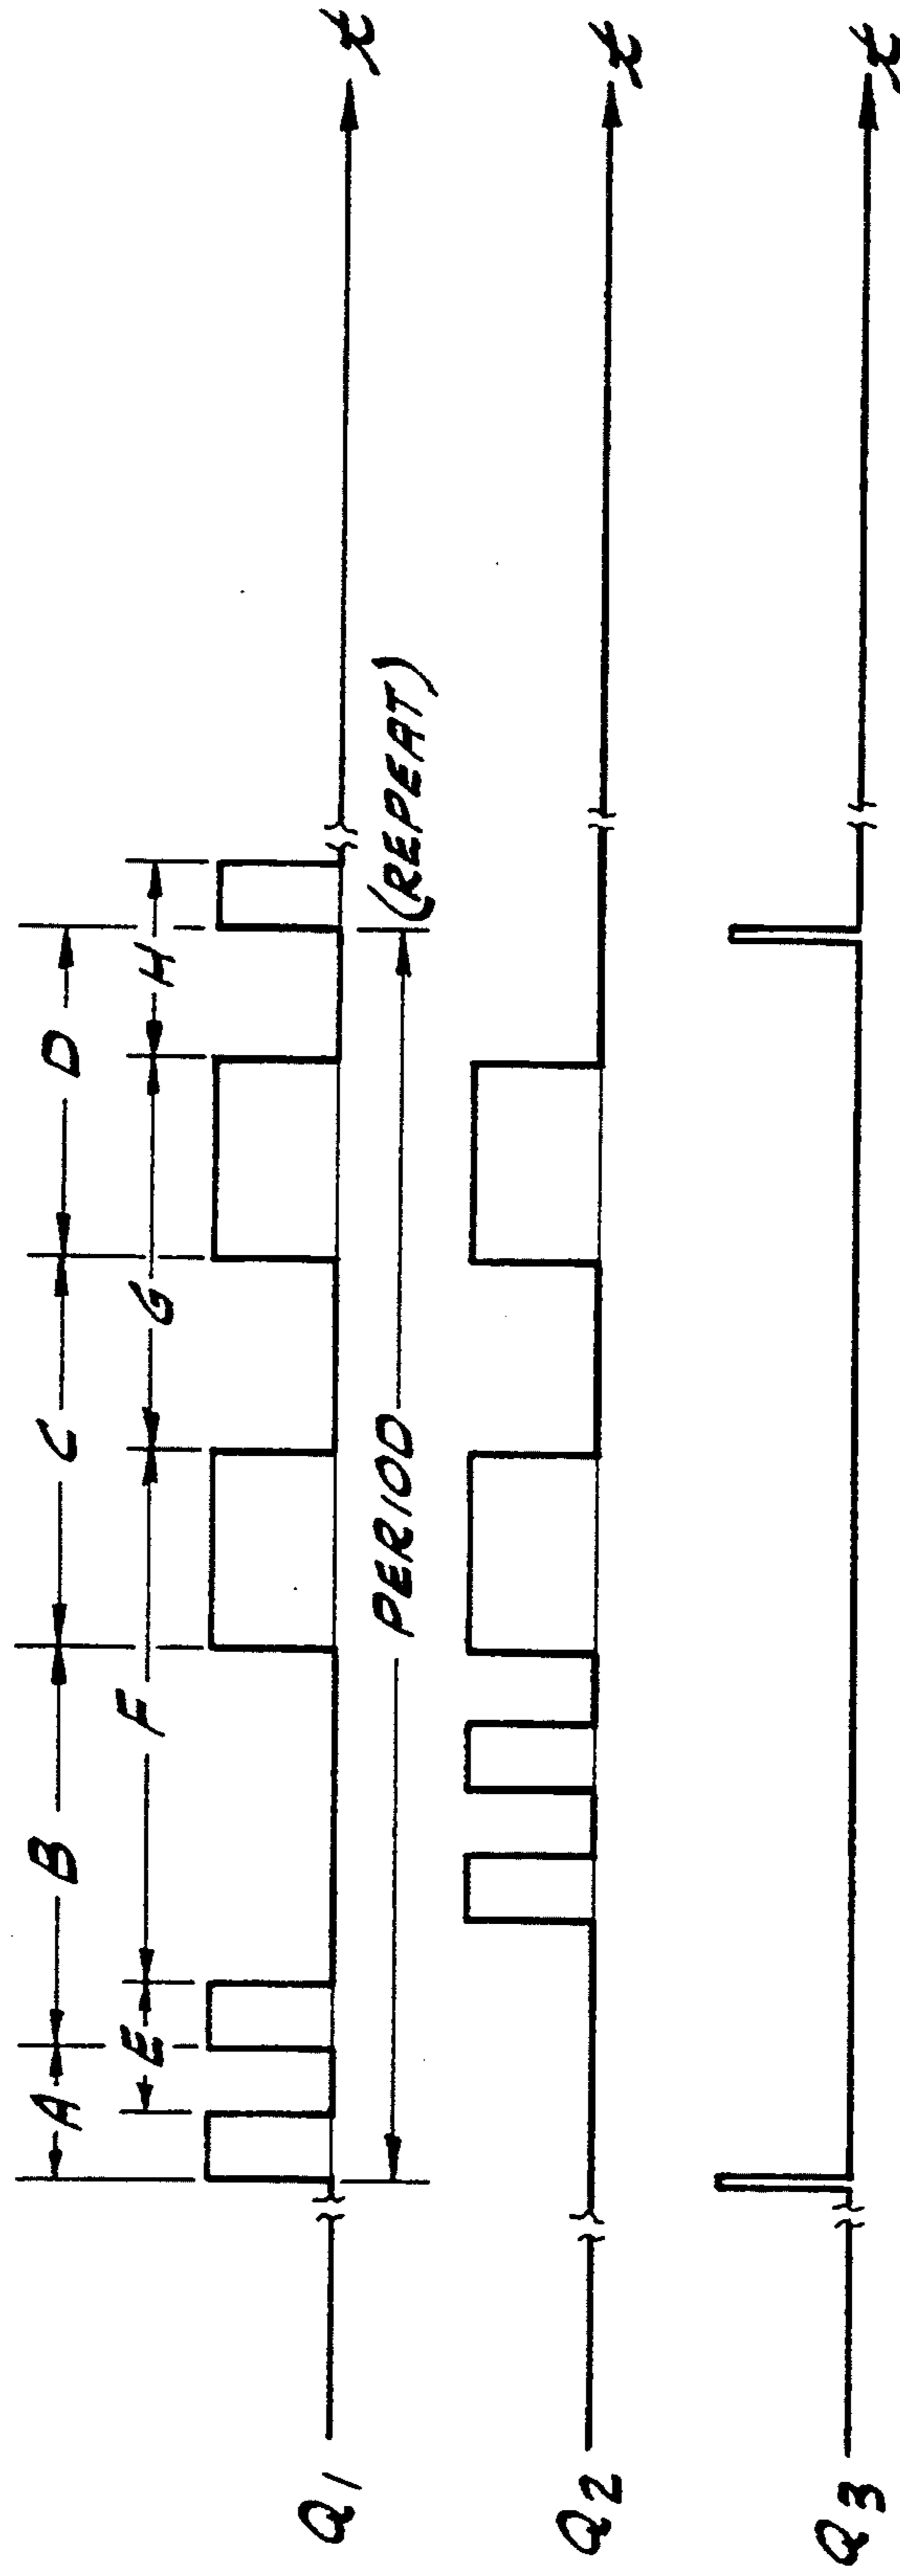 A B C D
E F G H
Q1 t
PERIOD (REPEAT)
Q2 t
Q3 t